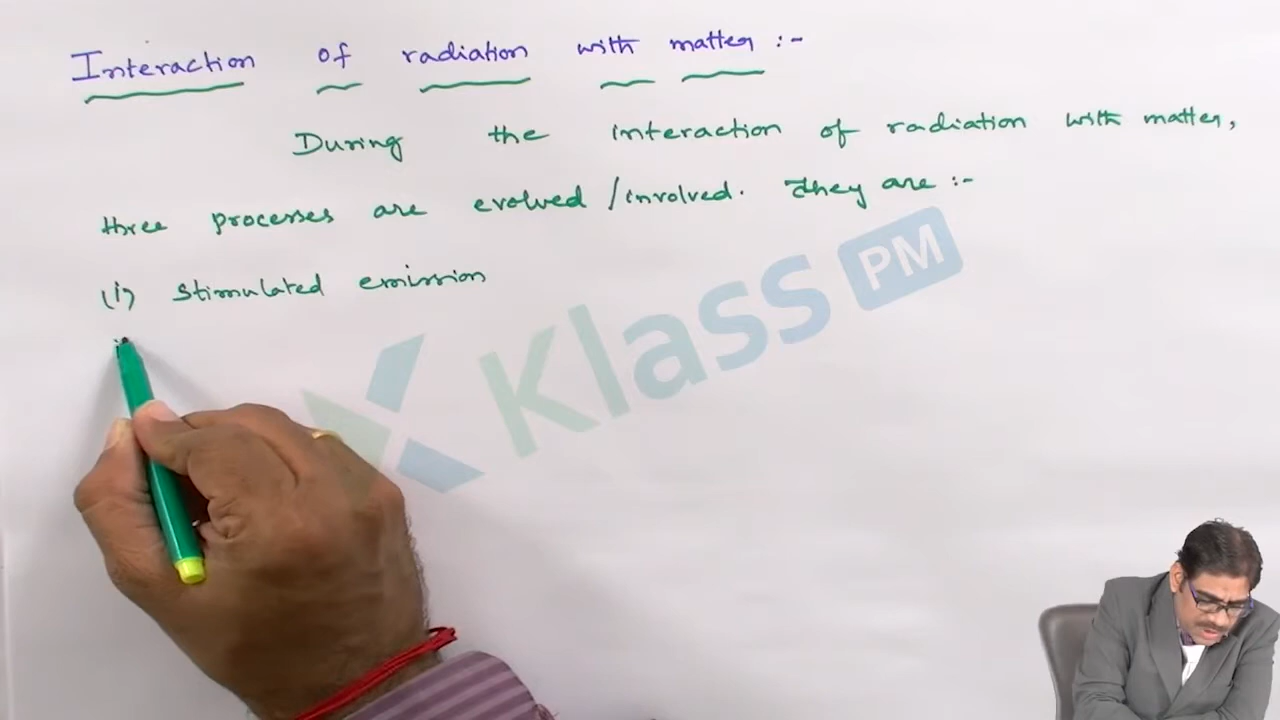 Interaction of radiation with matter :-
During the interaction of radiation with matter,
three processes are evolved /involved. They are :-
(i) Stimulated emission
Klass PM